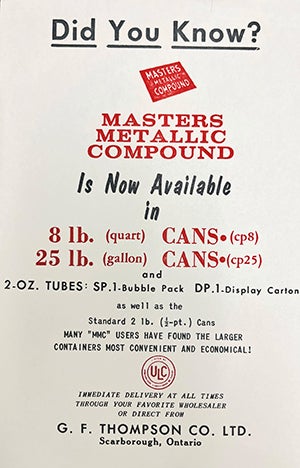 Did You Know?
MASTERS
METALLIC
COMPOUND
MASTERS
METALLIC
COMPOUND
Is Now Available
in
8 lb. (quart) CANS•(cp8)
25 lb. (gallon) CANS•(cp25)
and
2-OZ. TUBES: SP.1-Bubble Pack DP.1-Display Carton
as well as the
Standard 2 lb. (½-pt.) Cans
MANY "MMC" USERS HAVE FOUND THE LARGER
CONTAINERS MOST CONVENIENT AND ECONOMICAL!
ULC
IMMEDIATE DELIVERY AT ALL TIMES
THROUGH YOUR FAVORITE WHOLESALER
OR DIRECT FROM
G. F. THOMPSON CO. LTD.
Scarborough, Ontario